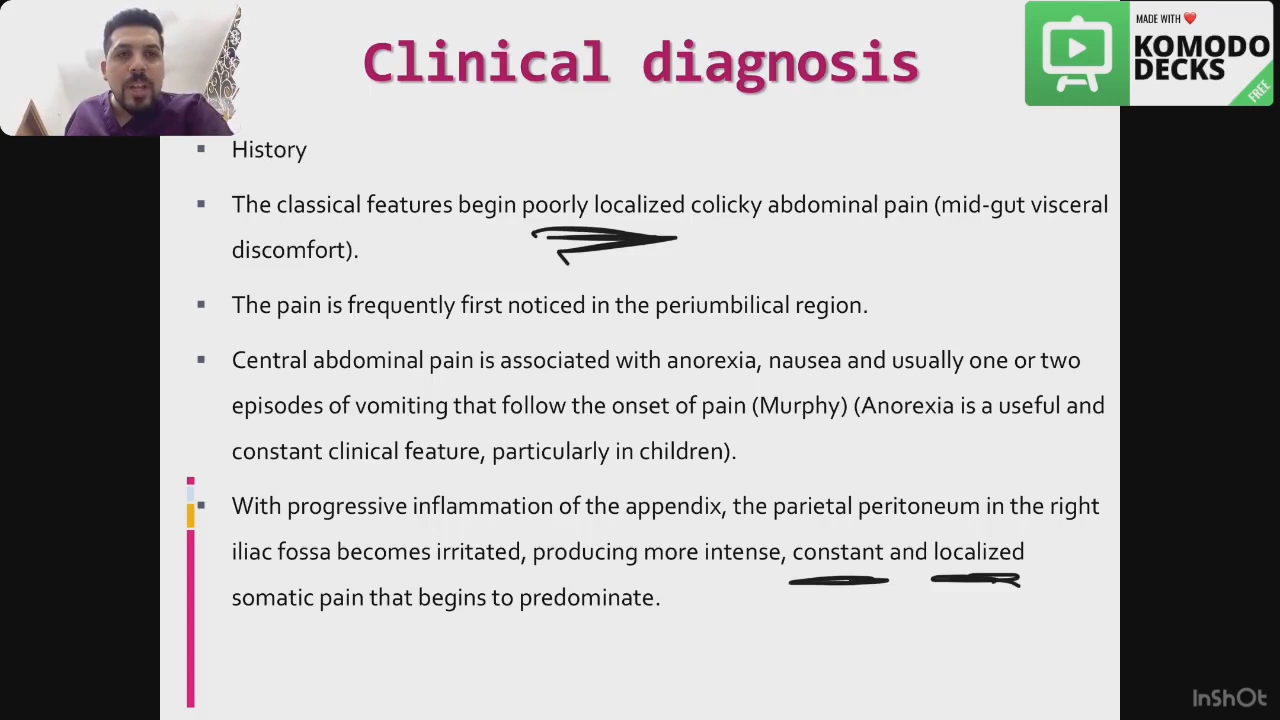 Clinical diagnosis
MADE WITH ❤️
KOMODO
DECKS
FREE
▪ History
▪ The classical features begin poorly localized colicky abdominal pain (mid-gut visceral
discomfort).
▪ The pain is frequently first noticed in the periumbilical region.
▪ Central abdominal pain is associated with anorexia, nausea and usually one or two
episodes of vomiting that follow the onset of pain (Murphy) (Anorexia is a useful and
constant clinical feature, particularly in children).
▪ With progressive inflammation of the appendix, the parietal peritoneum in the right
iliac fossa becomes irritated, producing more intense, constant and localized
somatic pain that begins to predominate.
InShOt